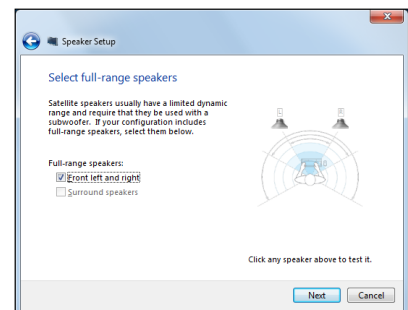 Speaker Setup
Select full-range speakers
Satellite speakers usually have a limited dynamic
range and require that they be used with a
subwoofer. If your configuration includes
full-range speakers, select them below.
Full-range speakers:
Front left and right
Surround speakers
L R
Click any speaker above to test it.
Next Cancel